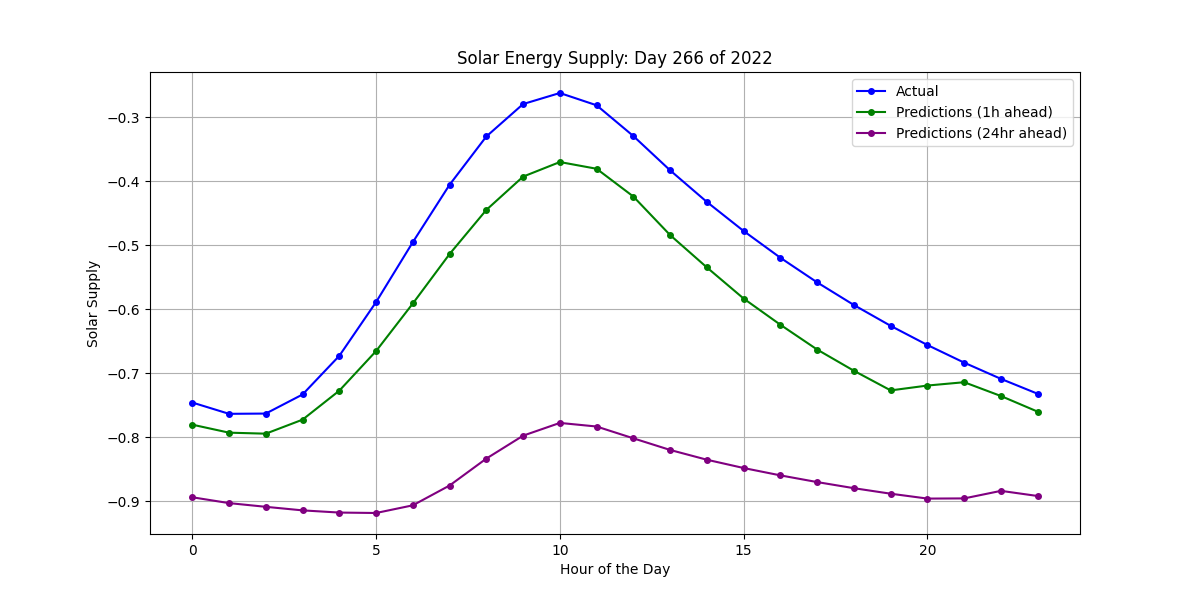 Solar Energy Supply: Day 266 of 2022
Actual
Predictions (1h ahead)
Predictions (24hr ahead)
−0.3
−0.4
−0.5
−0.6
−0.7
−0.8
−0.9
Solar Supply
0
5
10
15
20
Hour of the Day